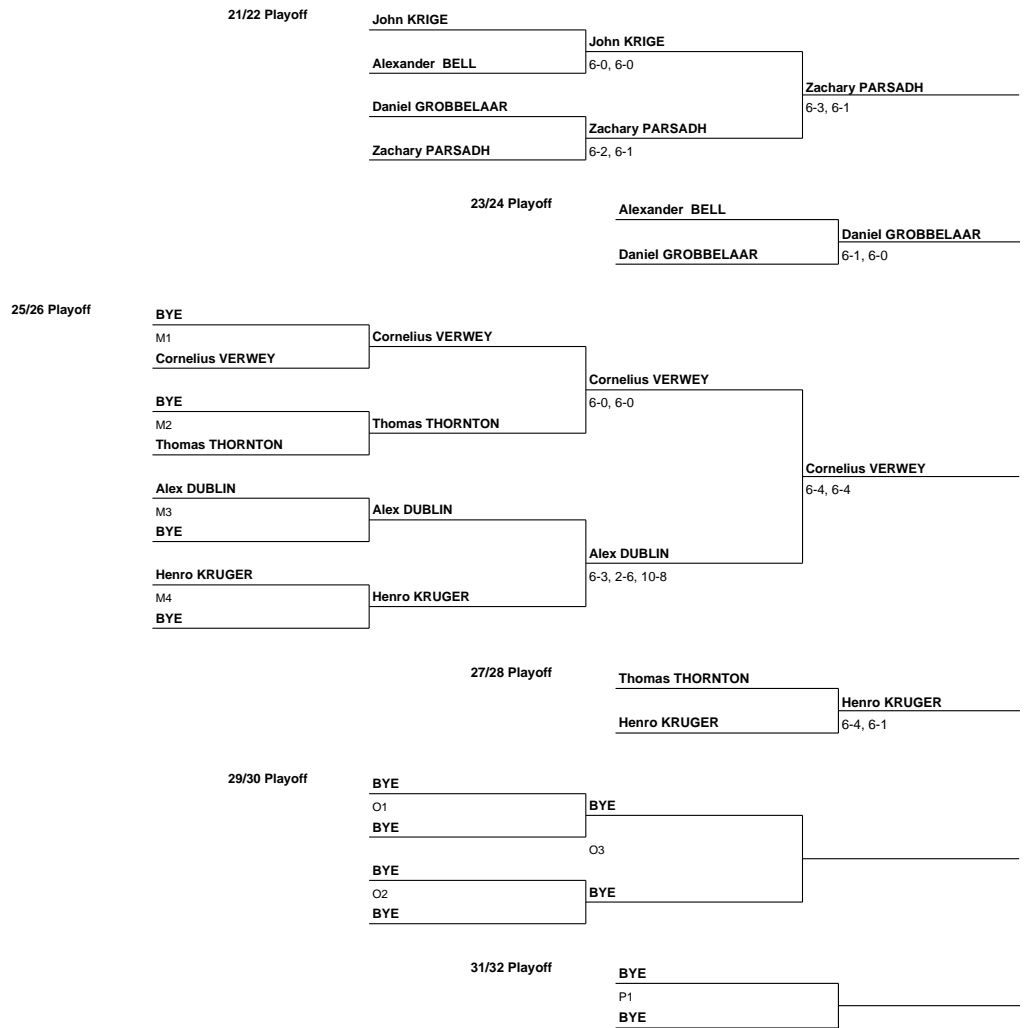 21/22 Playoff
John KRIGE
John KRIGE
Alexander  BELL
6-0, 6-0
Zachary PARSADH
Daniel GROBBELAAR
6-3, 6-1
Zachary PARSADH
Zachary PARSADH
6-2, 6-1
23/24 Playoff
Alexander  BELL
Daniel GROBBELAAR
Daniel GROBBELAAR
6-1, 6-0
25/26 Playoff
BYE
M1
Cornelius VERWEY
Cornelius VERWEY
Cornelius VERWEY
BYE
6-0, 6-0
M2
Thomas THORNTON
Thomas THORNTON
Cornelius VERWEY
Alex DUBLIN
6-4, 6-4
M3
Alex DUBLIN
BYE
Alex DUBLIN
Henro KRUGER
6-3, 2-6, 10-8
M4
Henro KRUGER
BYE
27/28 Playoff
Thomas THORNTON
Henro KRUGER
Henro KRUGER
6-4, 6-1
29/30 Playoff
BYE
O1
BYE
BYE
O3
BYE
O2
BYE
BYE
31/32 Playoff
BYE
P1
BYE